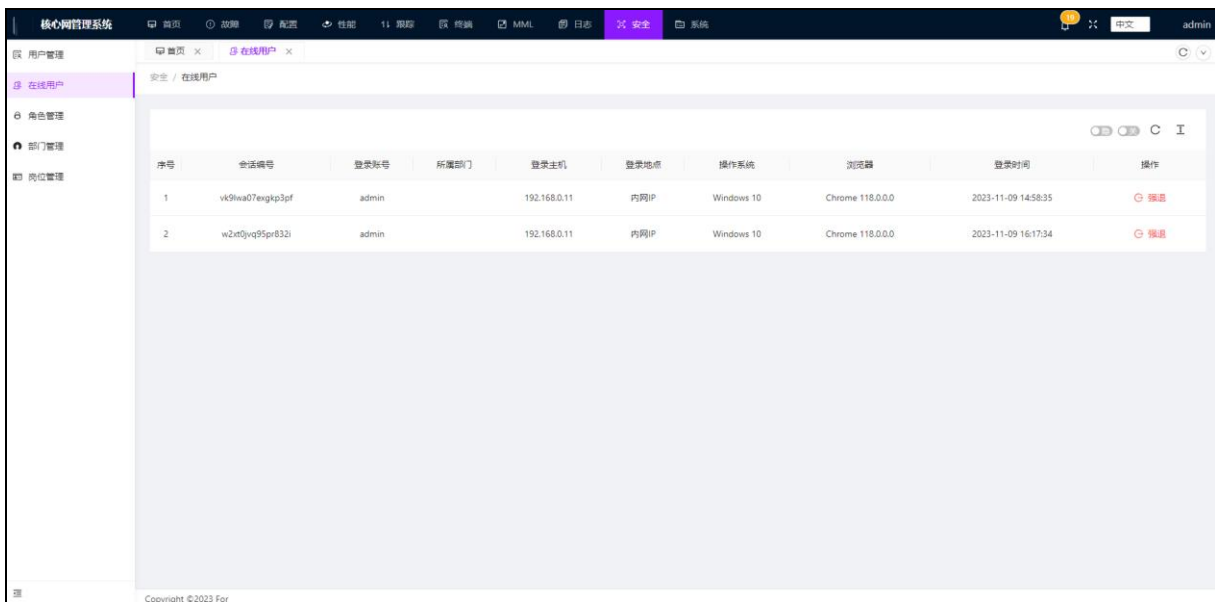 核心网管理系统 首页 故障 配置 性能 跟踪 终端 MML 日志 安全 系统 19 中文 admin
用户管理 首页 在线用户
在线用户 安全 / 在线用户
角色管理
部门管理
岗位管理
序号 会话编号 登录账号 所属部门 登录主机 登录地点 操作系统 浏览器 登录时间 操作
1 vk9lwa07exgkp3pf admin 192.168.0.11 内网IP Windows 10 Chrome 118.0.0.0 2023-11-09 14:58:35 强退
2 w2xt0jvq95pr832i admin 192.168.0.11 内网IP Windows 10 Chrome 118.0.0.0 2023-11-09 16:17:34 强退
Copyright ©2023 For